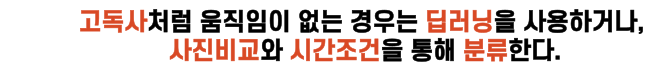 고독사처럼 움직임이 없는 경우는 딥러닝을 사용하거나,
사진비교와 시간조건을 통해 분류한다.